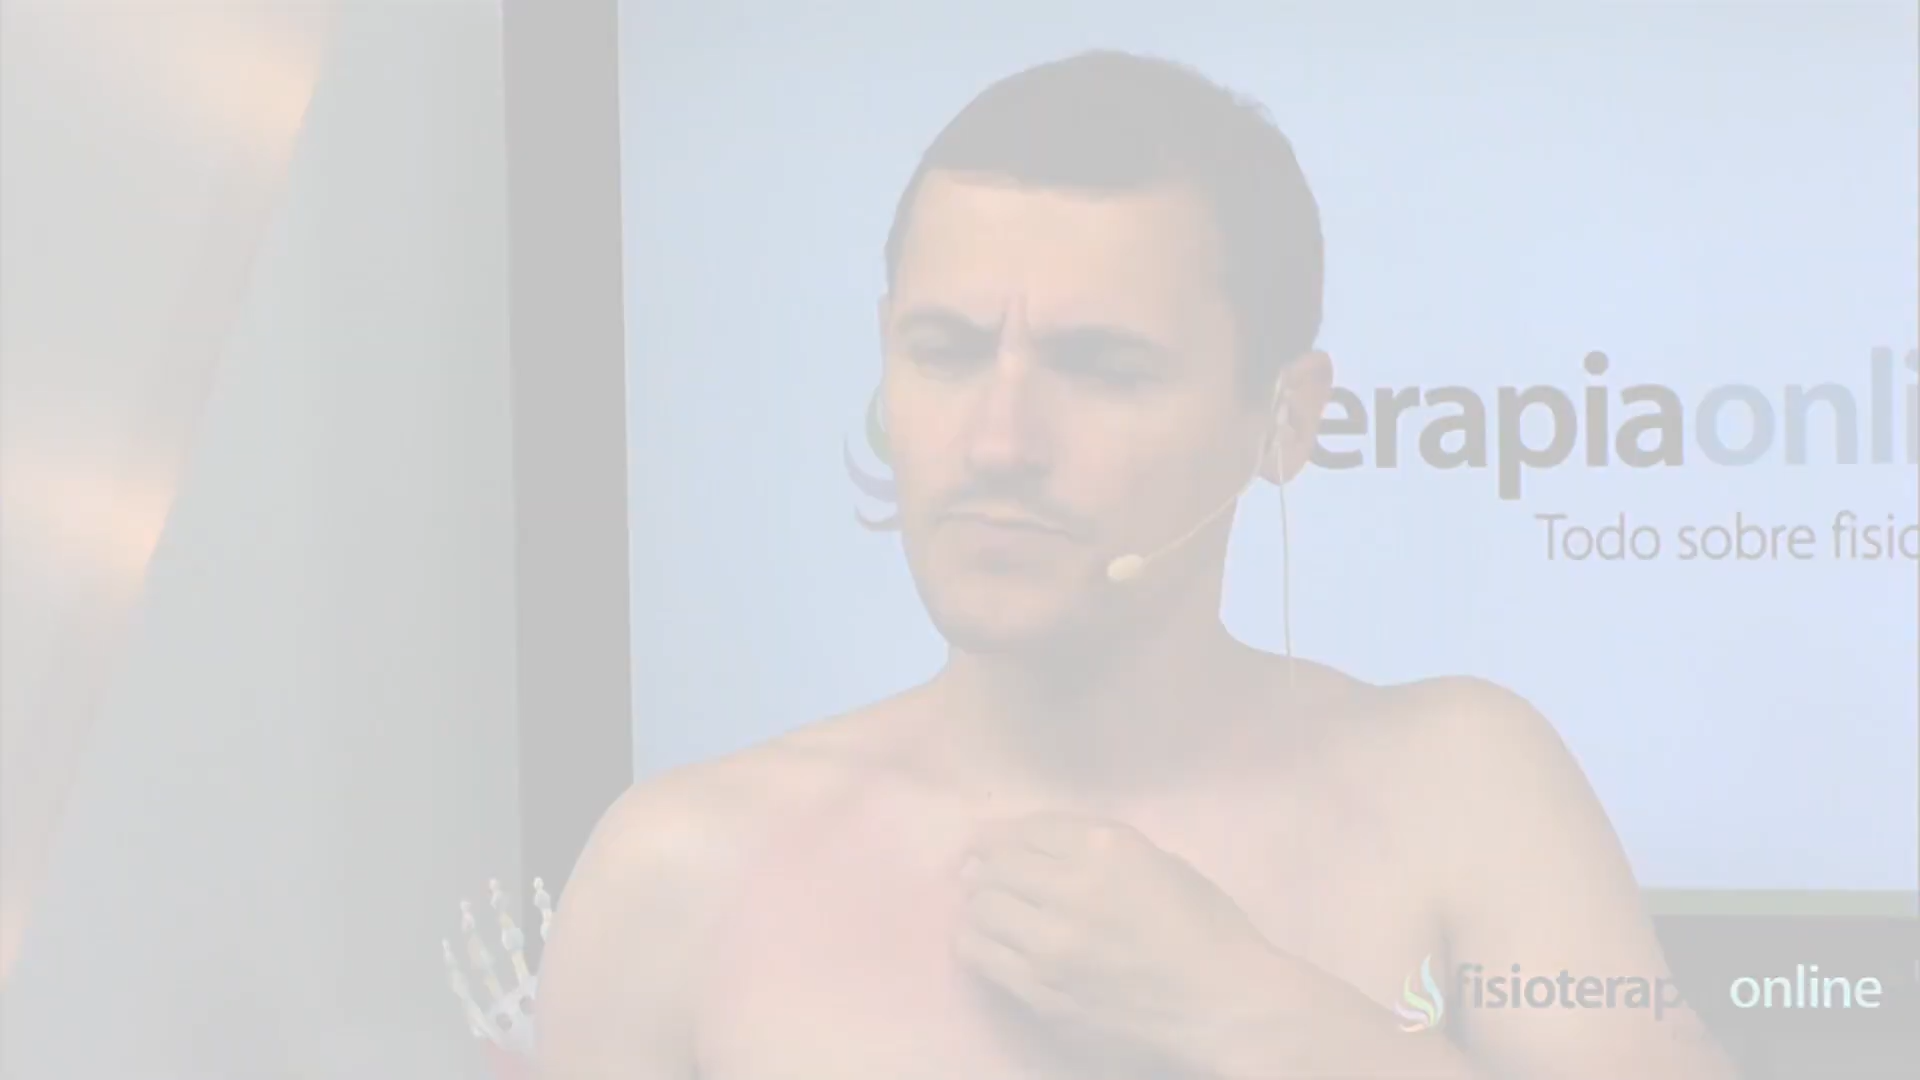 erapiaonli
Todo sobre fisio
fisioterap online